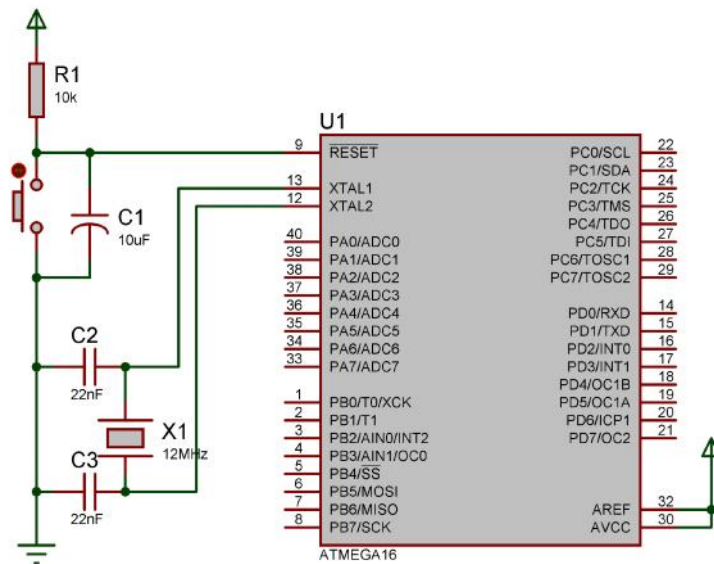 R1
10k
C1
10uF
C2
22nF
X1
12MHz
C3
22nF
U1
9 RESET
13 XTAL1
12 XTAL2
40 PA0/ADC0
39 PA1/ADC1
38 PA2/ADC2
37 PA3/ADC3
36 PA4/ADC4
35 PA5/ADC5
34 PA6/ADC6
33 PA7/ADC7
1 PB0/T0/XCK
2 PB1/T1
3 PB2/AIN0/INT2
4 PB3/AIN1/OC0
5 PB4/SS
6 PB5/MOSI
7 PB6/MISO
8 PB7/SCK
PC0/SCL 22
PC1/SDA 23
PC2/TCK 24
PC3/TMS 25
PC4/TDO 26
PC5/TDI 27
PC6/TOSC1 28
PC7/TOSC2 29
PD0/RXD 14
PD1/TXD 15
PD2/INT0 16
PD3/INT1 17
PD4/OC1B 18
PD5/OC1A 19
PD6/ICP1 20
PD7/OC2 21
AREF 32
AVCC 30
ATMEGA16